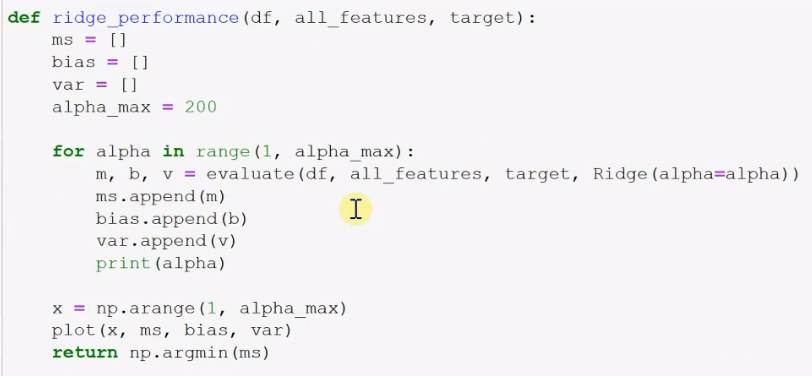 def ridge_performance(df, all_features, target):
    ms = []
    bias = []
    var = []
    alpha_max = 200
    for alpha in range(1, alpha_max):
        m, b, v = evaluate(df, all_features, target, Ridge(alpha=alpha))
        ms.append(m)
        bias.append(b)
        var.append(v)
        print(alpha)
    x = np.arange(1, alpha_max)
    plot(x, ms, bias, var)
    return np.argmin(ms)